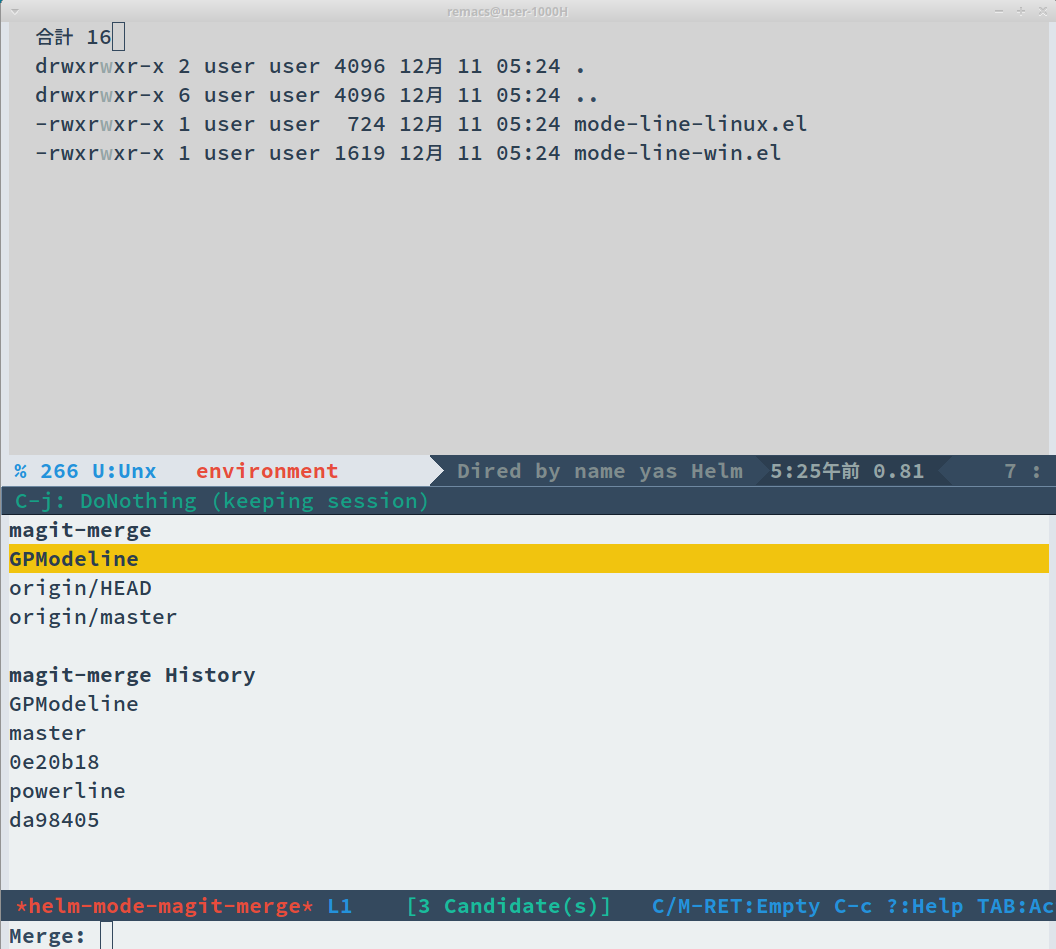 remacs@user-1000H
合計 16
drwxrwxr-x 2 user user 4096 12月 11 05:24 .
drwxrwxr-x 6 user user 4096 12月 11 05:24 ..
-rwxrwxr-x 1 user user  724 12月 11 05:24 mode-line-linux.el
-rwxrwxr-x 1 user user 1619 12月 11 05:24 mode-line-win.el
% 266 U:Unx environment Dired by name yas Helm 5:25午前 0.81 7 :
C-j: DoNothing (keeping session)
magit-merge
GPModeline
origin/HEAD
origin/master
magit-merge History
GPModeline
master
0e20b18
powerline
da98405
*helm-mode-magit-merge* L1 [3 Candidate(s)] C/M-RET:Empty C-c ?:Help TAB:Ac
Merge: